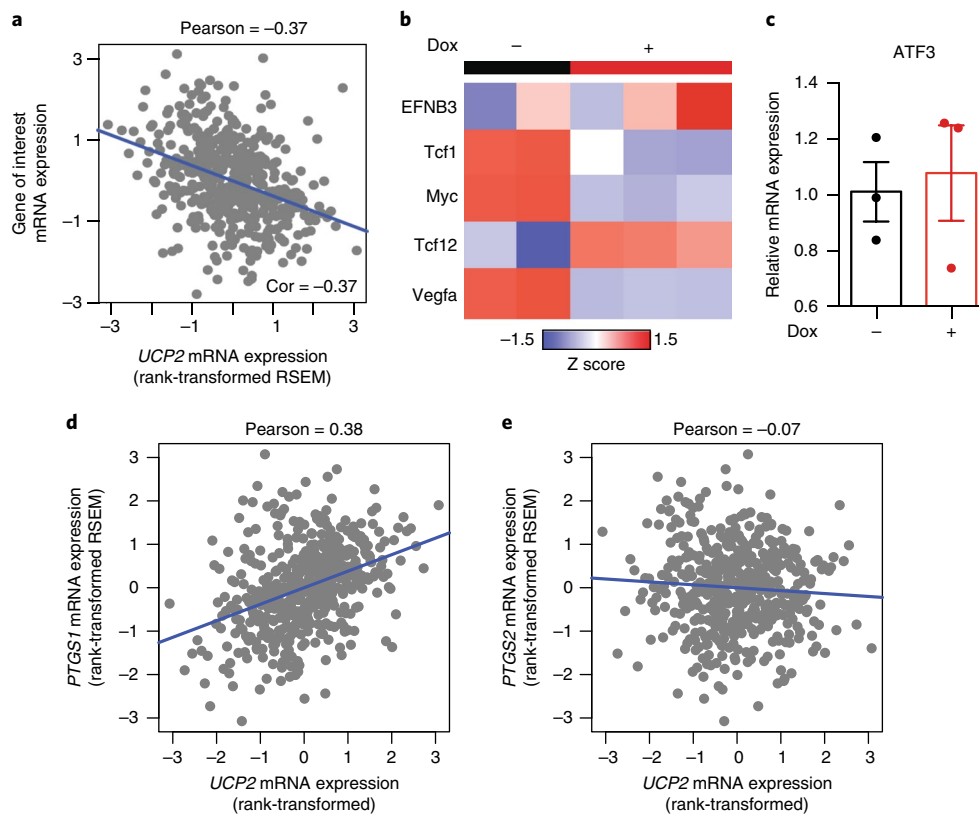 a
Pearson = –0.37
Gene of interest
mRNA expression
3
1
–1
–3
Cor = –0.37
–3
–1
1
3
UCP2 mRNA expression
(rank-transformed RSEM)
b
Dox
–
+
EFNB3
Tcf1
Myc
Tcf12
Vegfa
–1.5
1.5
Z score
c
ATF3
Relative mRNA expression
1.4
1.2
1.0
0.8
0.6
Dox
–
+
d
Pearson = 0.38
PTGS1 mRNA expression
(rank-transformed RSEM)
3
2
1
0
–1
–2
–3
–3
–2
–1
0
1
2
3
UCP2 mRNA expression
(rank-transformed)
e
Pearson = –0.07
PTGS2 mRNA expression
(rank-transformed RSEM)
3
2
1
0
–1
–2
–3
–3
–2
–1
0
1
2
3
UCP2 mRNA expression
(rank-transformed)